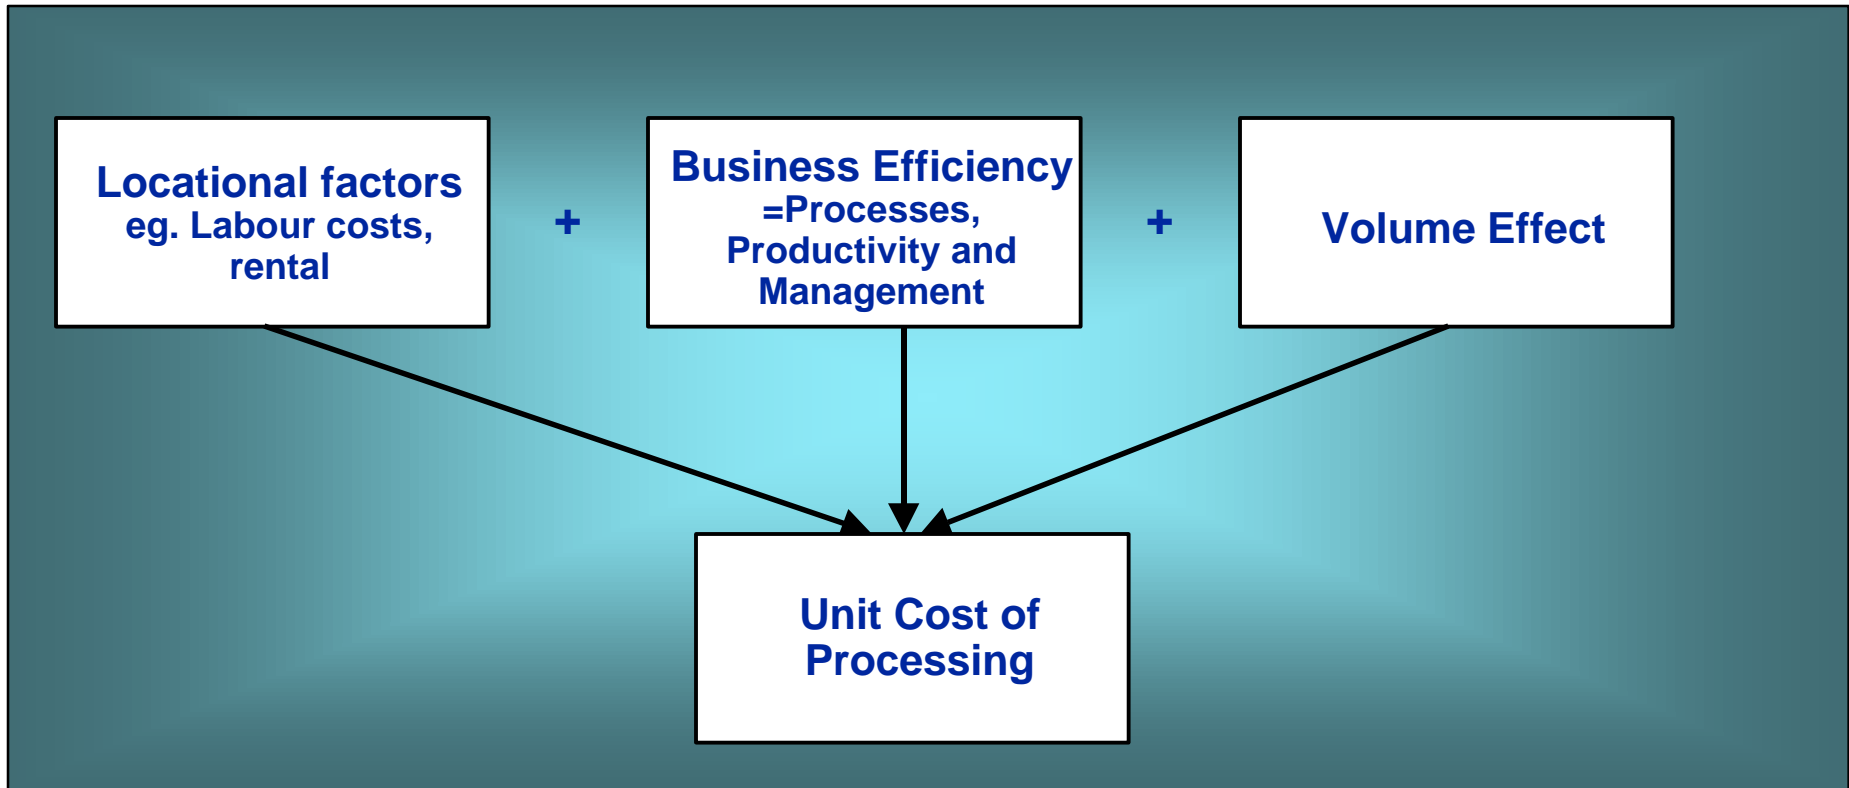 Locational factors
eg. Labour costs,
rental
+
Business Efficiency
=Processes,
Productivity and
Management
+
Volume Effect
Unit Cost of
Processing